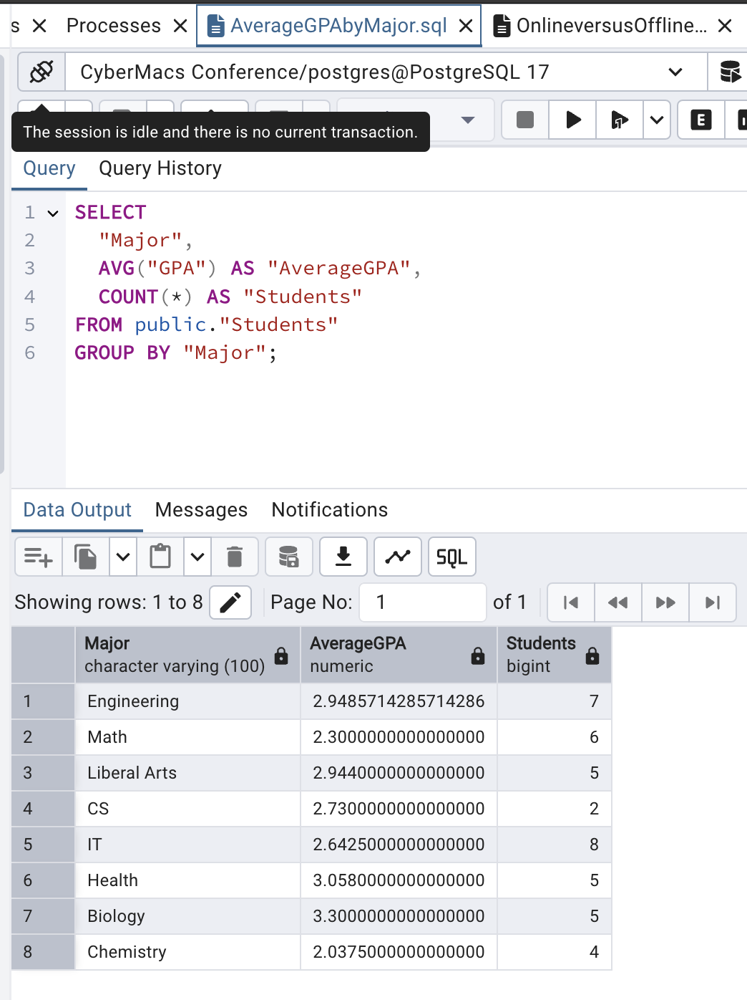 s Processes AverageGPAbyMajor.sql OnlineversusOffline...
CyberMacs Conference/postgres@PostgreSQL 17
The session is idle and there is no current transaction.
E
Query Query History
1 SELECT
2 "Major",
3 AVG("GPA") AS "AverageGPA",
4 COUNT(*) AS "Students"
5 FROM public."Students"
6 GROUP BY "Major";
Data Output Messages Notifications
SQL
Showing rows: 1 to 8 Page No: 1 of 1
Major AverageGPA Students
character varying (100) numeric bigint
1 Engineering 2.9485714285714286 7
2 Math 2.3000000000000000 6
3 Liberal Arts 2.9440000000000000 5
4 CS 2.7300000000000000 2
5 IT 2.6425000000000000 8
6 Health 3.0580000000000000 5
7 Biology 3.3000000000000000 5
8 Chemistry 2.0375000000000000 4